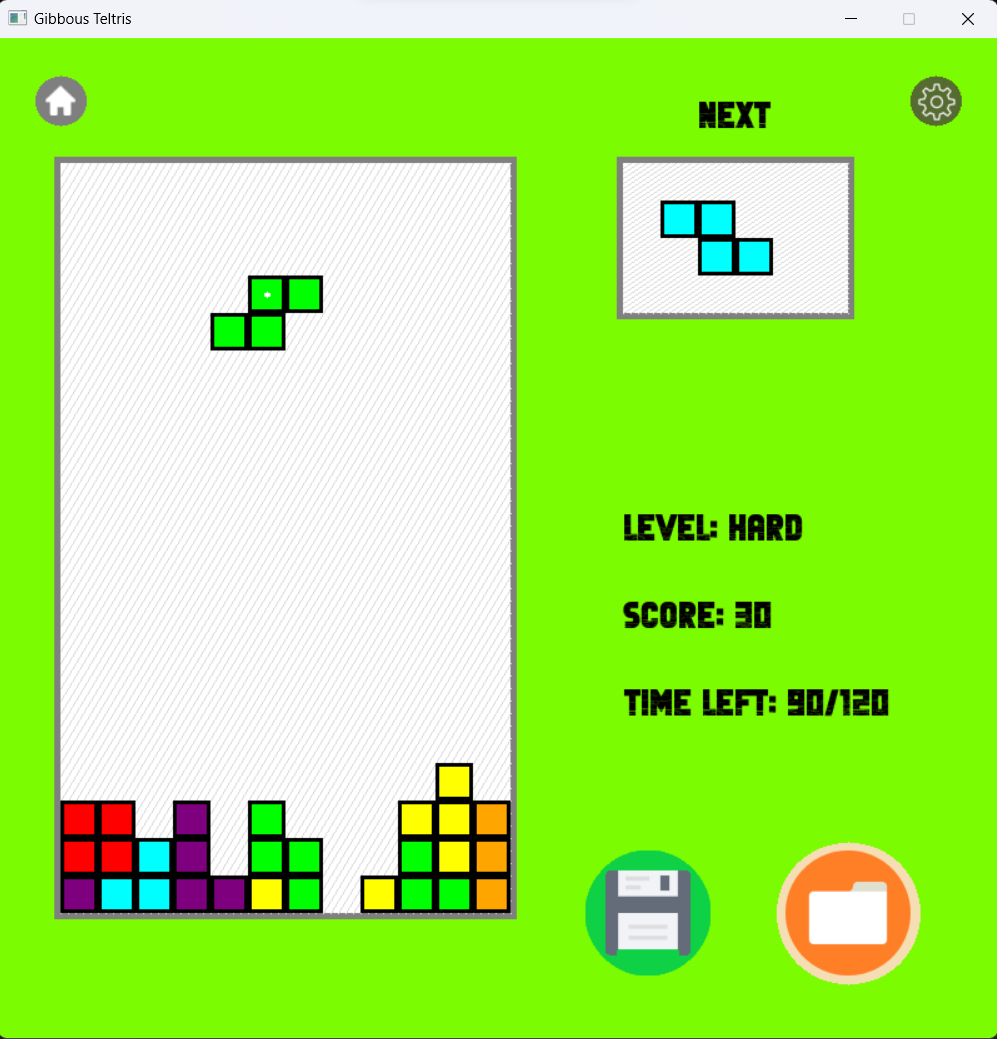 Gibbous Teltris
NEXT
LEVEL: HARD
SCORE: 30
TIME LEFT: 90/120